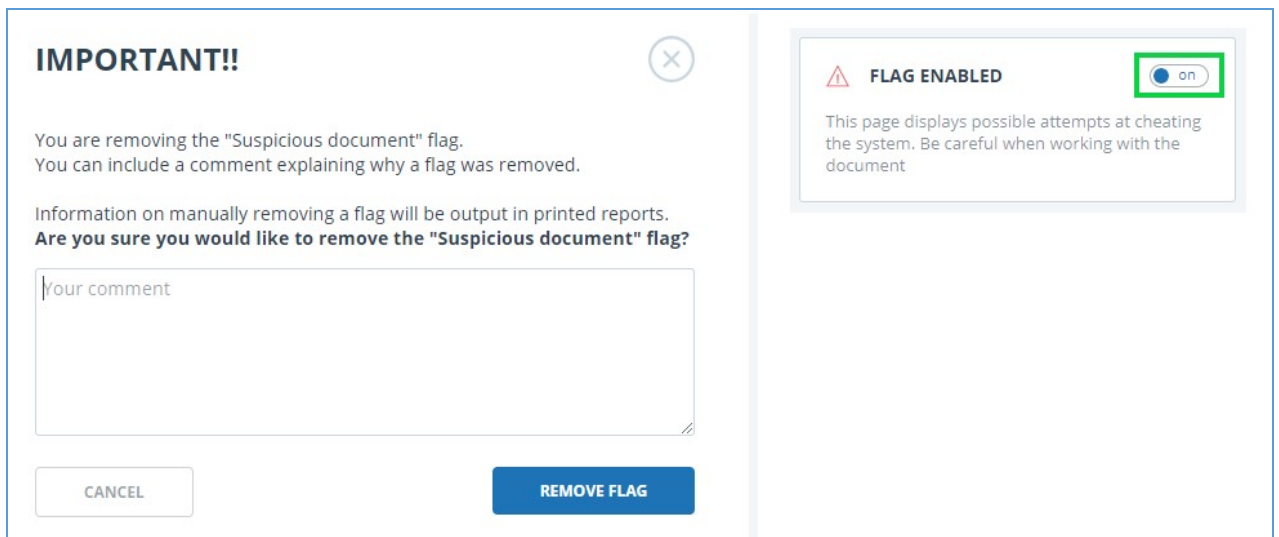 IMPORTANT!!
You are removing the "Suspicious document" flag.
You can include a comment explaining why a flag was removed.
Information on manually removing a flag will be output in printed reports.
Are you sure you would like to remove the "Suspicious document" flag?
Your comment
CANCEL
REMOVE FLAG
FLAG ENABLED
on
This page displays possible attempts at cheating
the system. Be careful when working with the
document